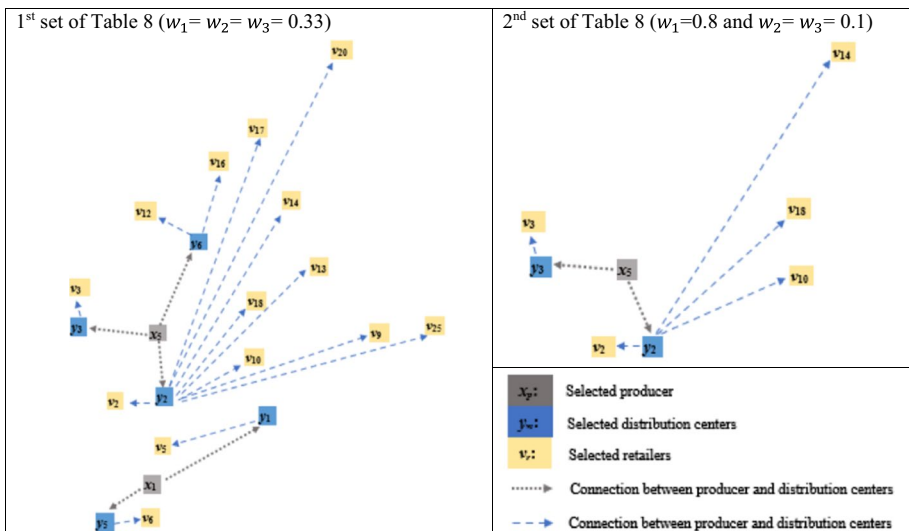 1st set of Table 8 (w₁= w₂= w₃= 0.33)
v₂₀
v₁₇
v₁₆
v₁₄
v₁₂
y₆
v₁₃
v₃
v₁₈
y₃
x₅
v₉
v₂₅
v₁₀
v₂
y₂
y₁
v₅
x₁
y₅
v₆
2nd set of Table 8 (w₁=0.8 and w₂= w₃= 0.1)
v₁₄
v₁₈
v₃
y₃
x₅
v₁₀
v₂
y₂
xₚ: Selected producer
yₘ: Selected distribution centers
vᵣ: Selected retailers
Connection between producer and distribution centers
Connection between producer and distribution centers